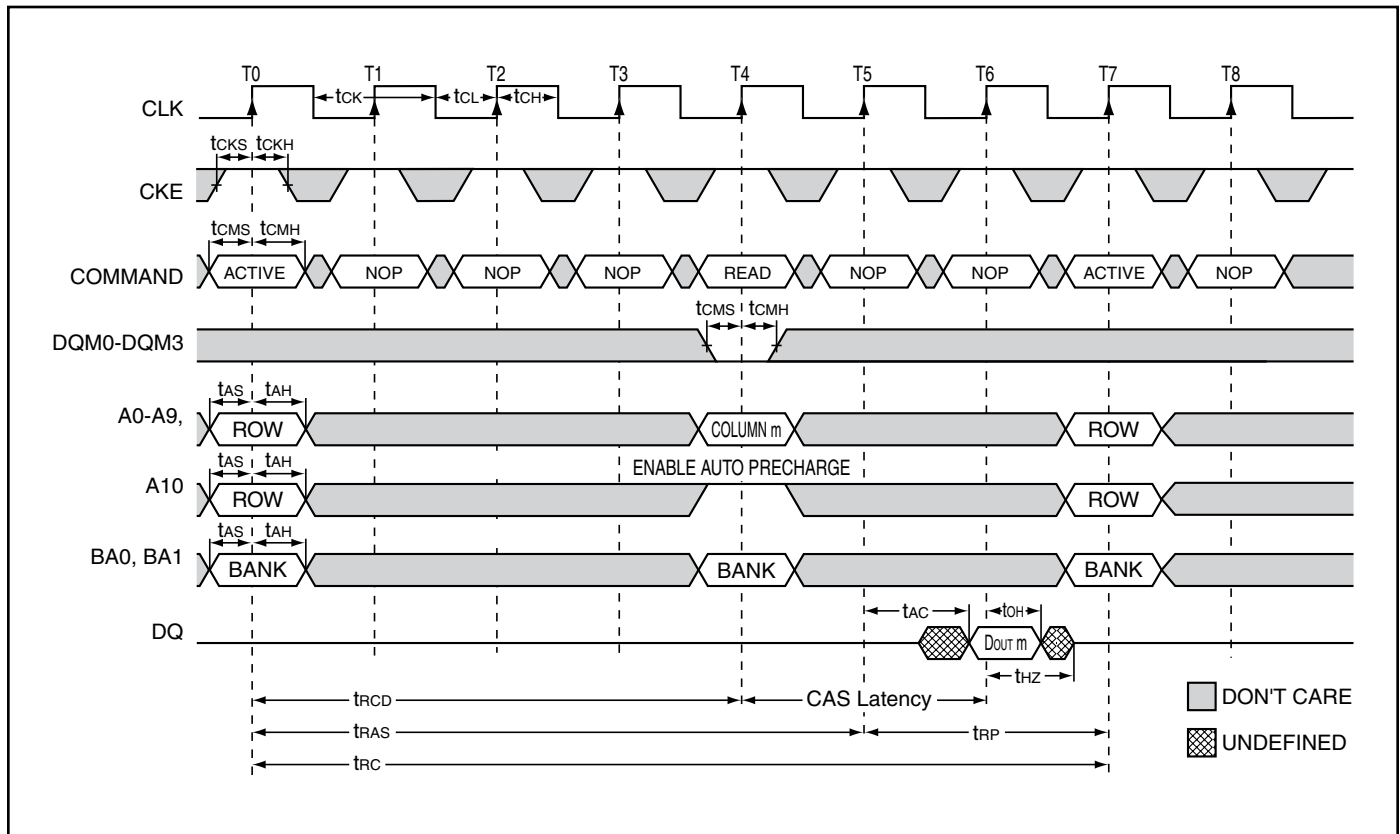 T0 T1 T2 T3 T4 T5 T6 T7 T8
CLK tCK tCL tCH
tCKS tCKH
CKE
tCMS tCMH
COMMAND ACTIVE NOP NOP NOP READ NOP NOP ACTIVE NOP
tCMS tCMH
DQM0-DQM3
tAS tAH
A0-A9, ROW COLUMN m ROW
tAS tAH ENABLE AUTO PRECHARGE
A10 ROW ROW
tAS tAH
BA0, BA1 BANK BANK BANK
tAC tOH
DQ DOUT m
tHZ
tRCD CAS Latency
DON'T CARE
tRAS tRP
UNDEFINED
tRC